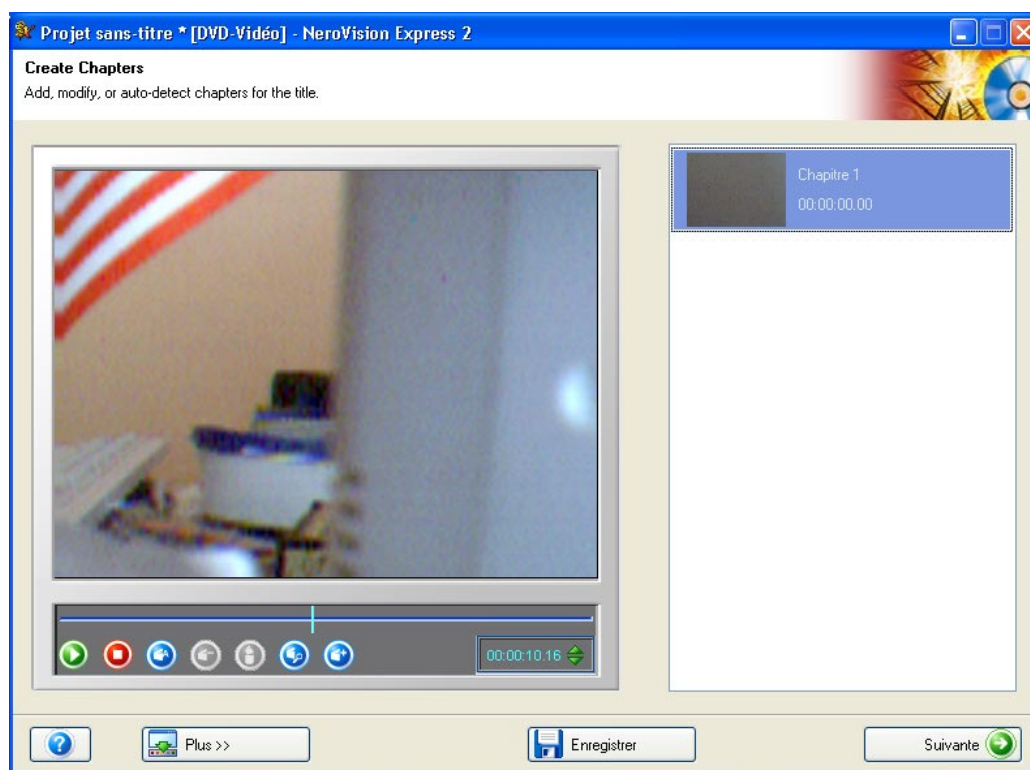 Projet sans-titre * [DVD-Vidéo] - NeroVision Express 2
Create Chapters
Add, modify, or auto-detect chapters for the title.
Chapitre 1
00:00:00.00
00:00:10.16
Plus >>
Enregistrer
Suivante